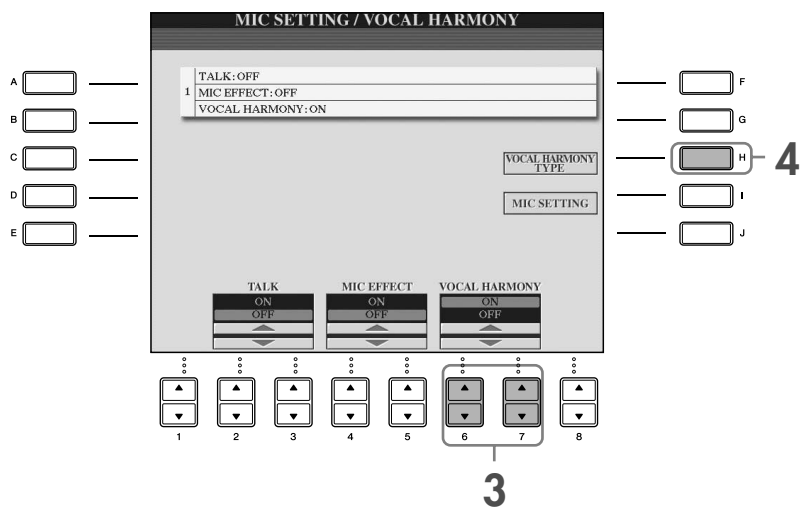 MIC SETTING / VOCAL HARMONY
1
TALK:OFF
MIC EFFECT:OFF
VOCAL HARMONY:ON
A
B
C
D
E
F
G
H
I
J
4
VOCAL HARMONY
TYPE
MIC SETTING
TALK
ON
OFF
MIC EFFECT
ON
OFF
VOCAL HARMONY
ON
OFF
1 2 3 4 5 6 7 8
3